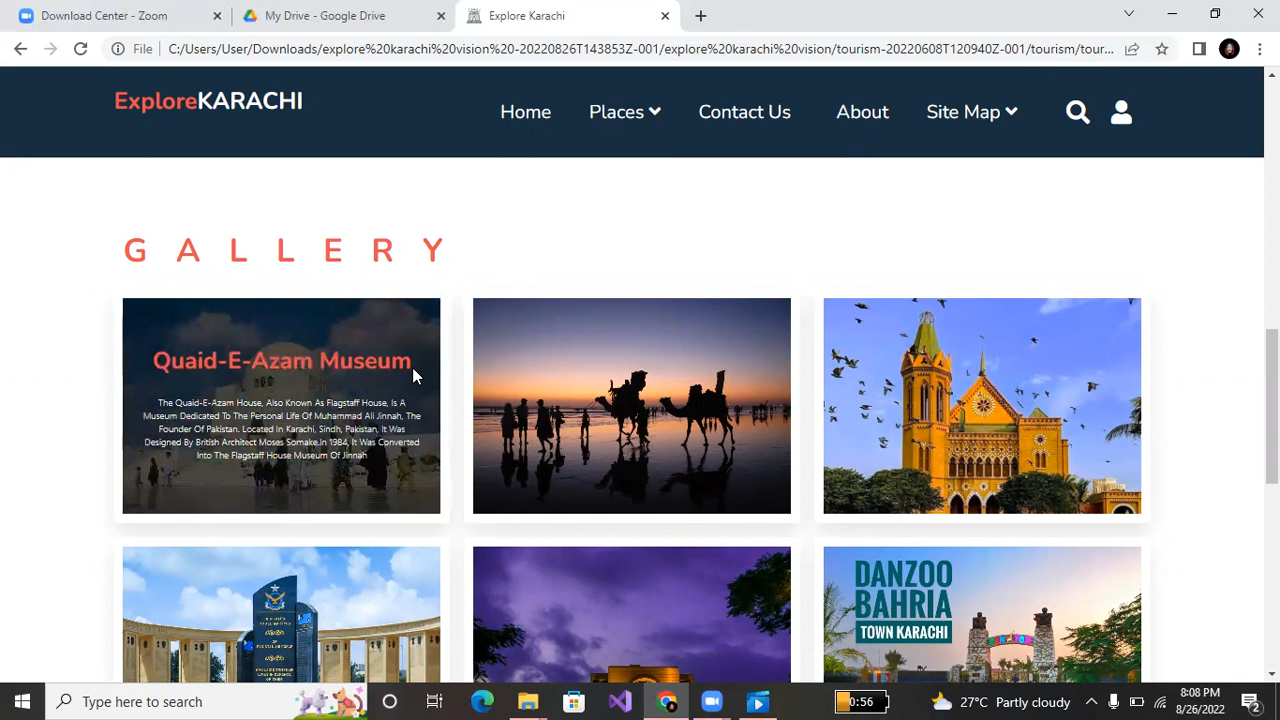 Download Center - Zoom
My Drive - Google Drive
Explore Karachi
File
C:/Users/User/Downloads/explore%20karachi%20vision%20-20220826T143853Z-001/explore%20karachi%20vision/tourism-20220608T120940Z-001/tourism/tour...
ExploreKARACHI
Home
Places
Contact Us
About
Site Map
GALLERY
Quaid-E-Azam Museum
The Quaid-E-Azam House, Also Known As Flagstaff House, Is A
Museum Dedicated To The Personal Life Of Muhammad Ali Jinnah, The
Founder Of Pakistan. Located In Karachi, Sindh, Pakistan, It Was
Designed By British Architect Moses Somake.In 1984, It Was Converted
Into The Flagstaff House Museum Of Jinnah
DANZOO
BAHRIA
TOWN KARACHI
Type here to search
0:56
27°C Partly cloudy
8:08 PM
8/26/2022
2